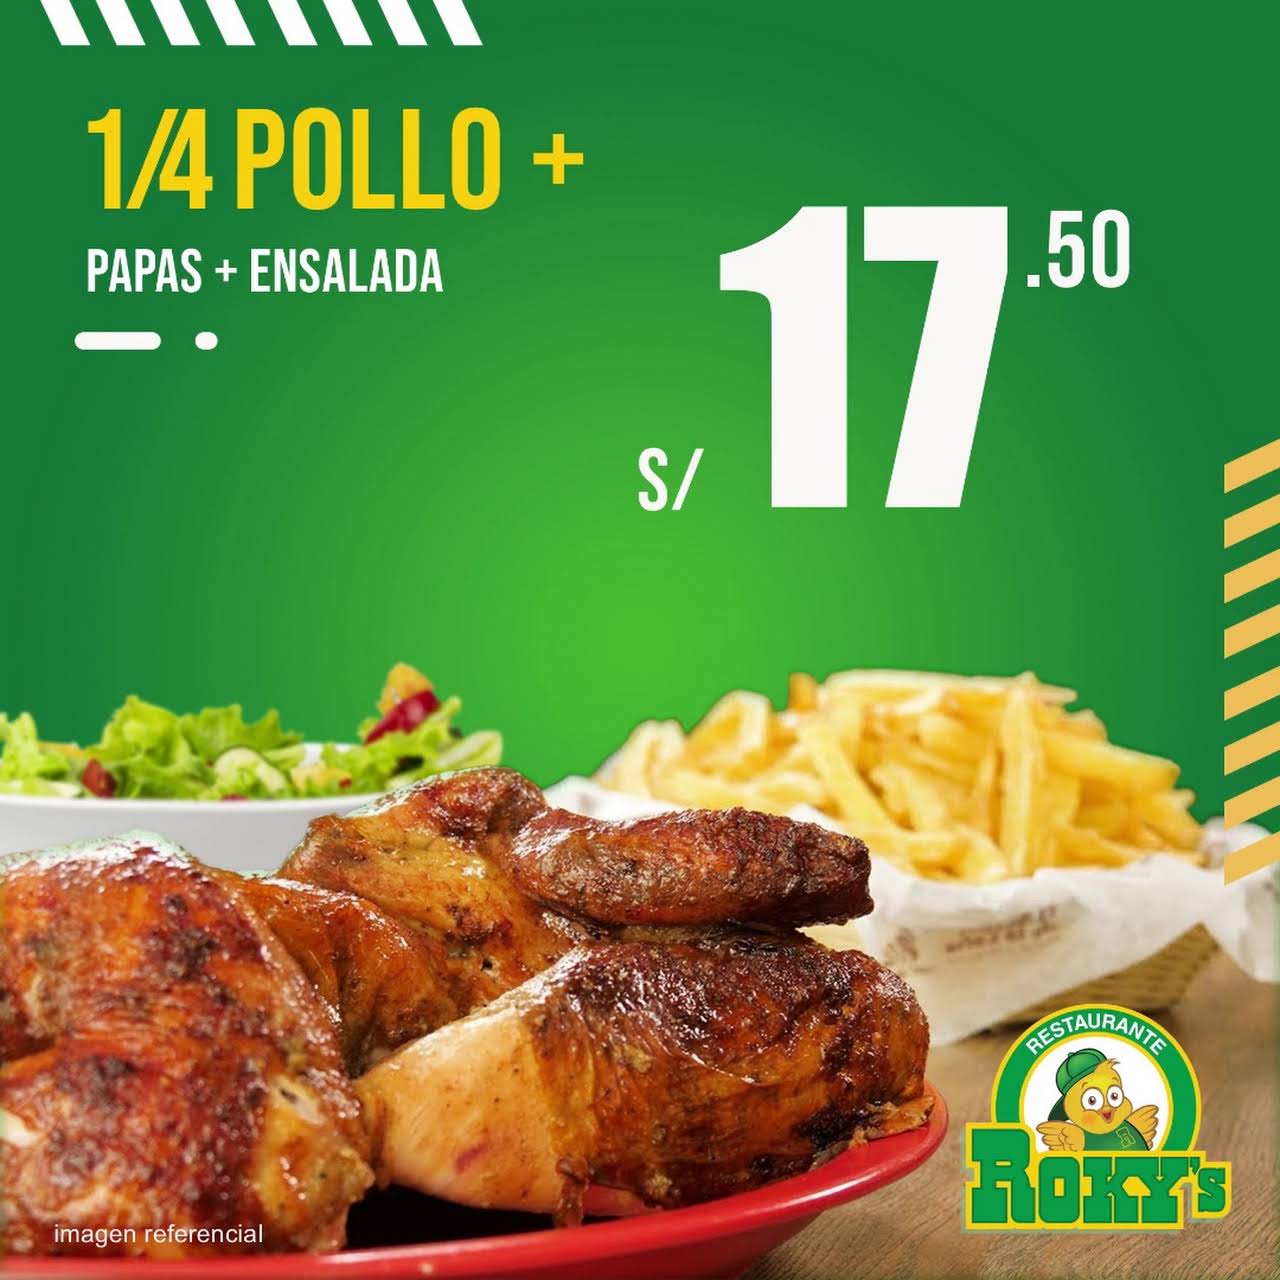 1/4 POLLO +
PAPAS + ENSALADA
S/ 17.50
RESTAURANTE
ROKY's
imagen referencial